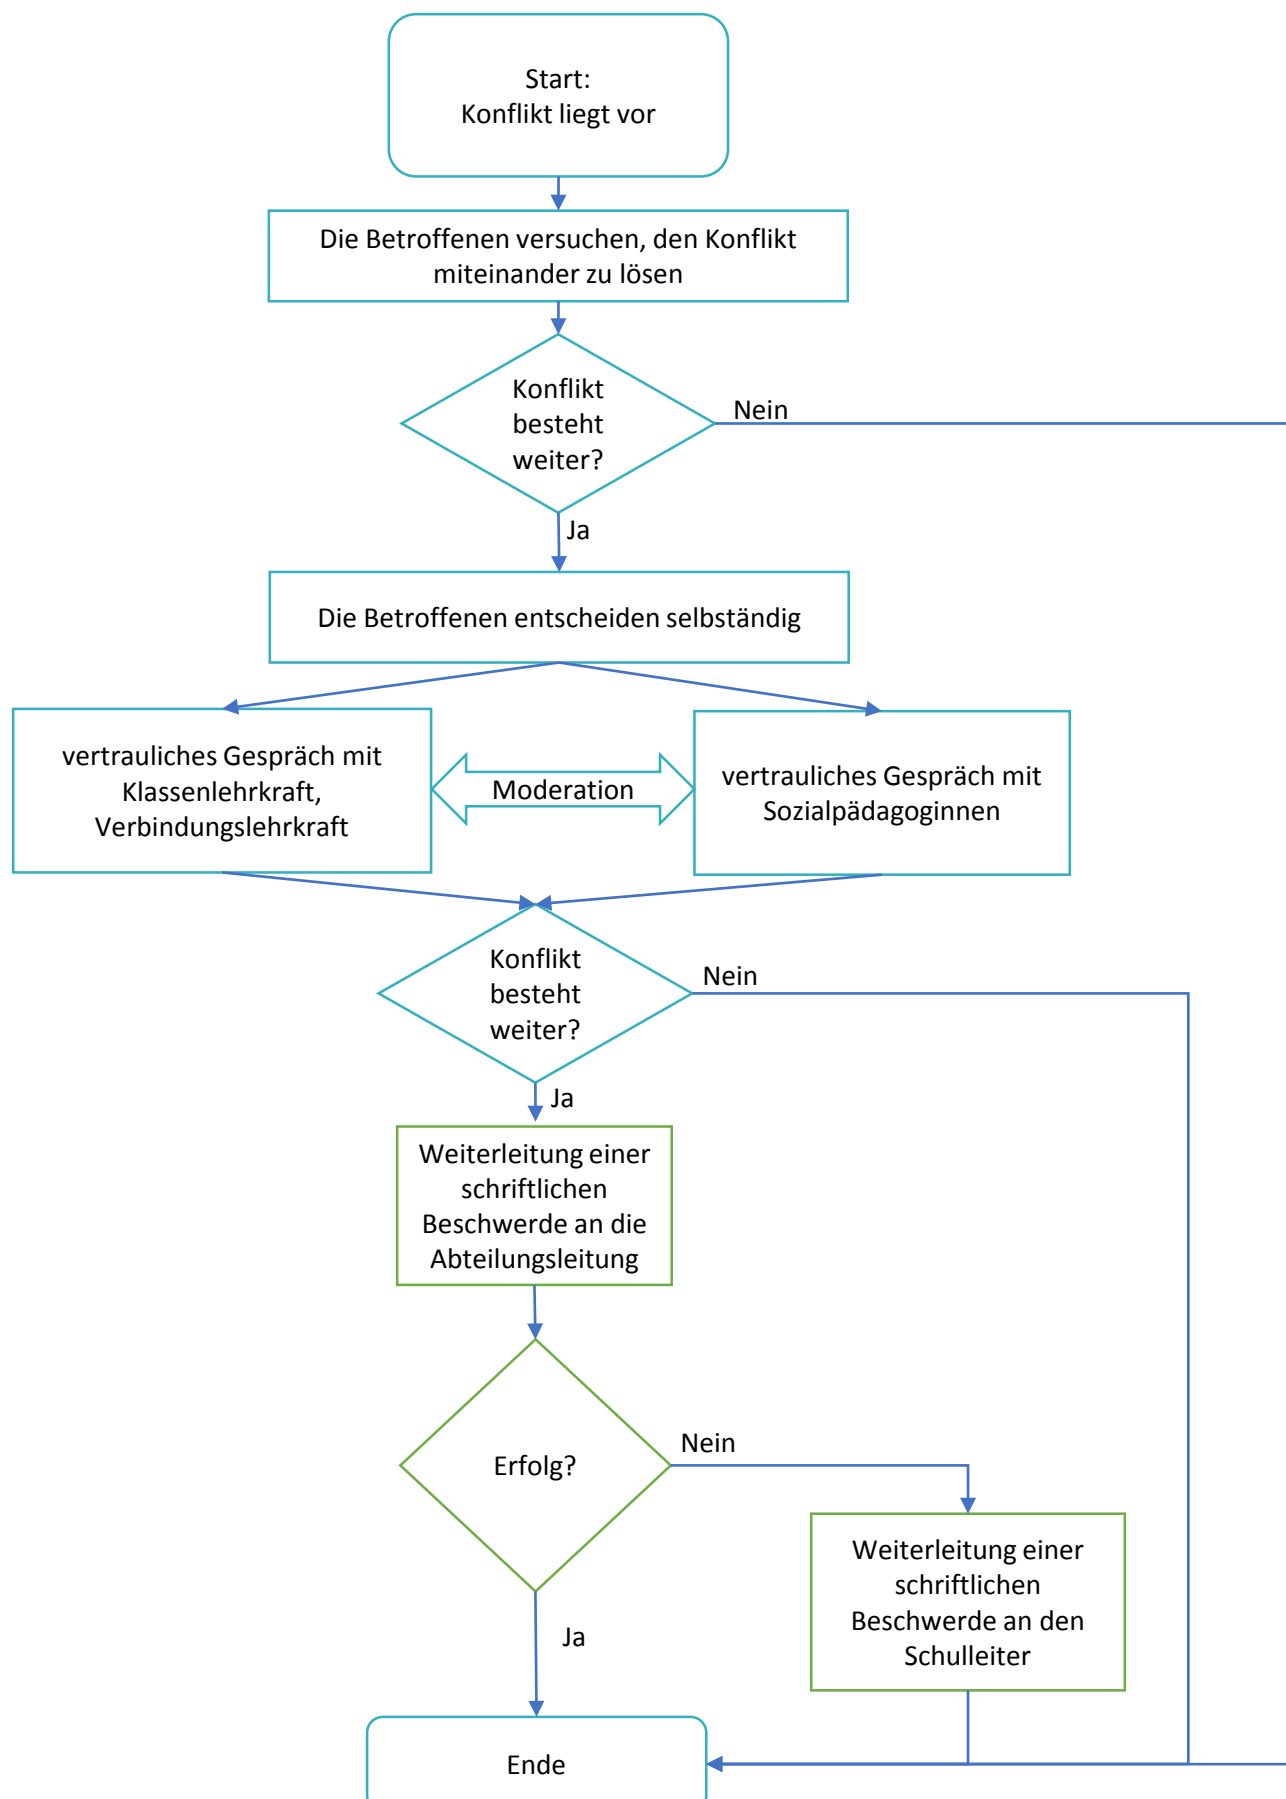 Start:
Konflikt liegt vor
Die Betroffenen versuchen, den Konflikt
miteinander zu lösen
Konflikt
besteht
weiter?
Nein
Ja
Die Betroffenen entscheiden selbständig
vertrauliches Gespräch mit
Klassenlehrkraft,
Verbindungslehrkraft
Moderation
vertrauliches Gespräch mit
Sozialpädagoginnen
Konflikt
besteht
weiter?
Nein
Ja
Weiterleitung einer
schriftlichen
Beschwerde an die
Abteilungsleitung
Erfolg?
Nein
Weiterleitung einer
schriftlichen
Beschwerde an den
Schulleiter
Ja
Ende